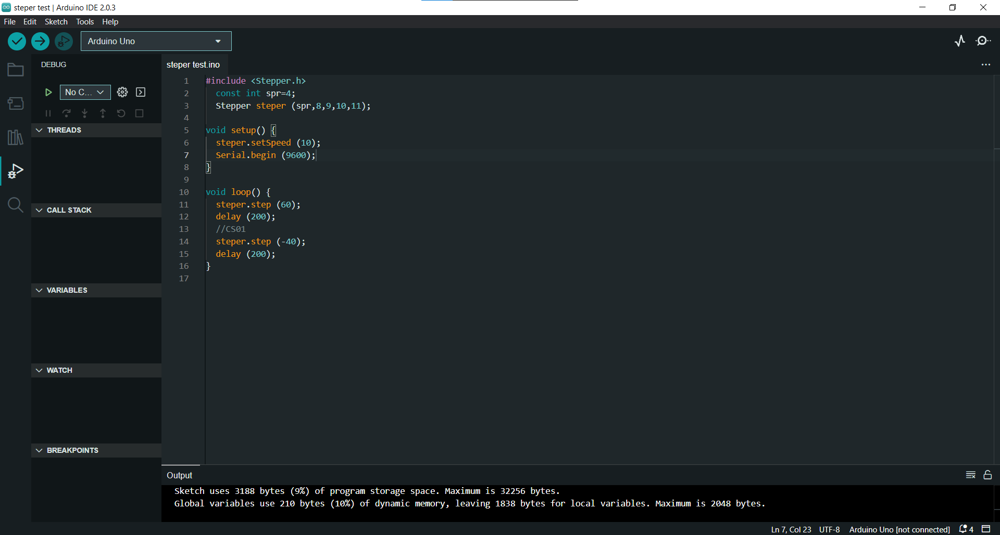 steper test | Arduino IDE 2.0.3
File Edit Sketch Tools Help
Arduino Uno
DEBUG
steper test.ino
No C...
THREADS
CALL STACK
VARIABLES
WATCH
BREAKPOINTS
1 #include <Stepper.h>
2 const int spr=4;
3 Stepper steper (spr,8,9,10,11);
4
5 void setup() {
6 steper.setSpeed (10);
7 Serial.begin (9600);
8 }
9
10 void loop() {
11 steper.step (60);
12 delay (200);
13 //CS01
14 steper.step (-40);
15 delay (200);
16 }
17
Output
Sketch uses 3188 bytes (9%) of program storage space. Maximum is 32256 bytes.
Global variables use 210 bytes (10%) of dynamic memory, leaving 1838 bytes for local variables. Maximum is 2048 bytes.
Ln 7, Col 23 UTF-8 Arduino Uno [not connected] 4